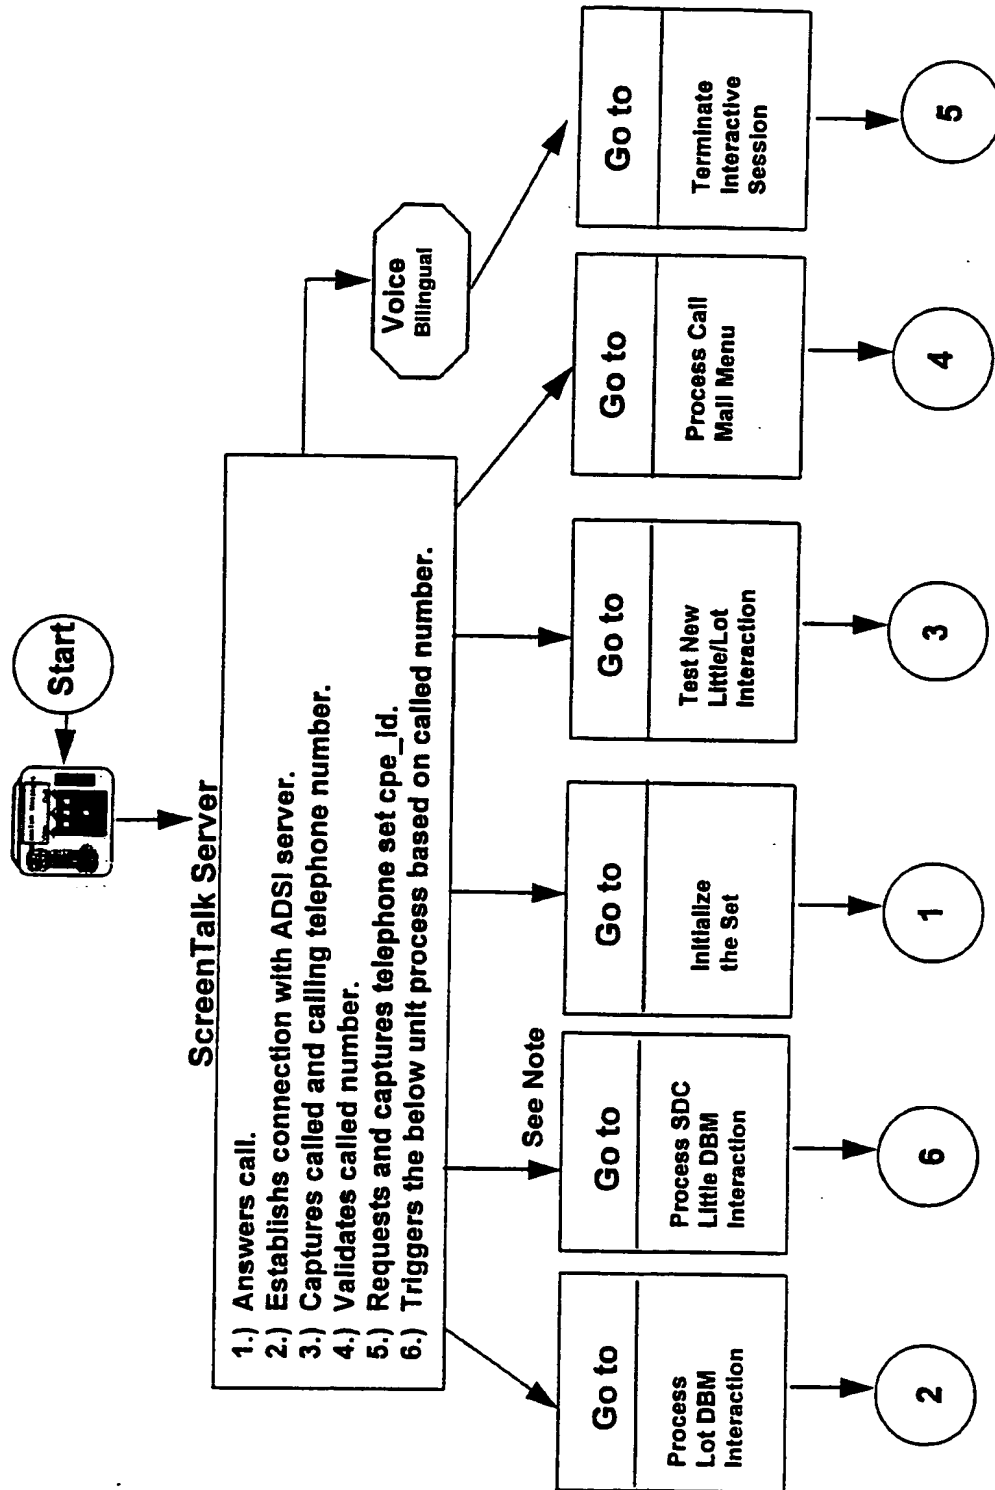 Start
ScreenTalk Server
1.) Answers call.
2.) Establishs connection with ADSI server.
3.) Captures called and calling telephone number.
4.) Validates called number.
5.) Requests and captures telephone set cpe_id.
6.) Triggers the below unit process based on called number.
Voice
Bilingual
See Note
Go to
Process
Lot DBM
Interaction
2
Go to
Process SDC
Little DBM
Interaction
6
Go to
Initialize
the Set
1
Go to
Test New
Little/Lot
Interaction
3
Go to
Process Call
Mall Menu
4
Go to
Terminate
Interactive
Session
5